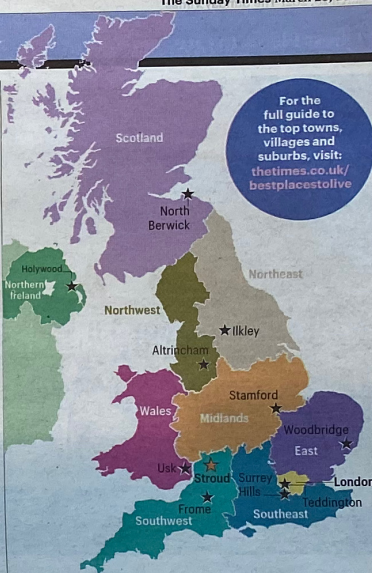 The Sunday Times March 
For the
full guide to
the top towns,
villages and
suburbs, visit:
thetimes.co.uk/
bestplacestolive
Scotland
North
Berwick
Holywood
Northern
Ireland
Northeast
Northwest
Ilkley
Altrincham
Stamford
Wales
Midlands
Woodbridge
East
Usk
Stroud
Surrey
Hills
London
Teddington
Frome
Southwest
Southeast